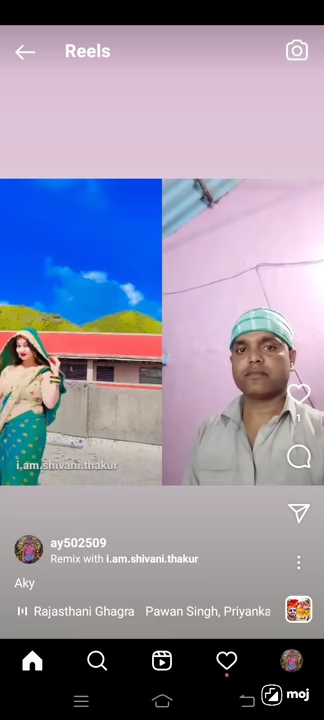 Reels
i.am.shivani.thakur
1
ay502509
Remix with i.am.shivani.thakur
Aky
Rajasthani Ghagra Pawan Singh, Priyanka
moj